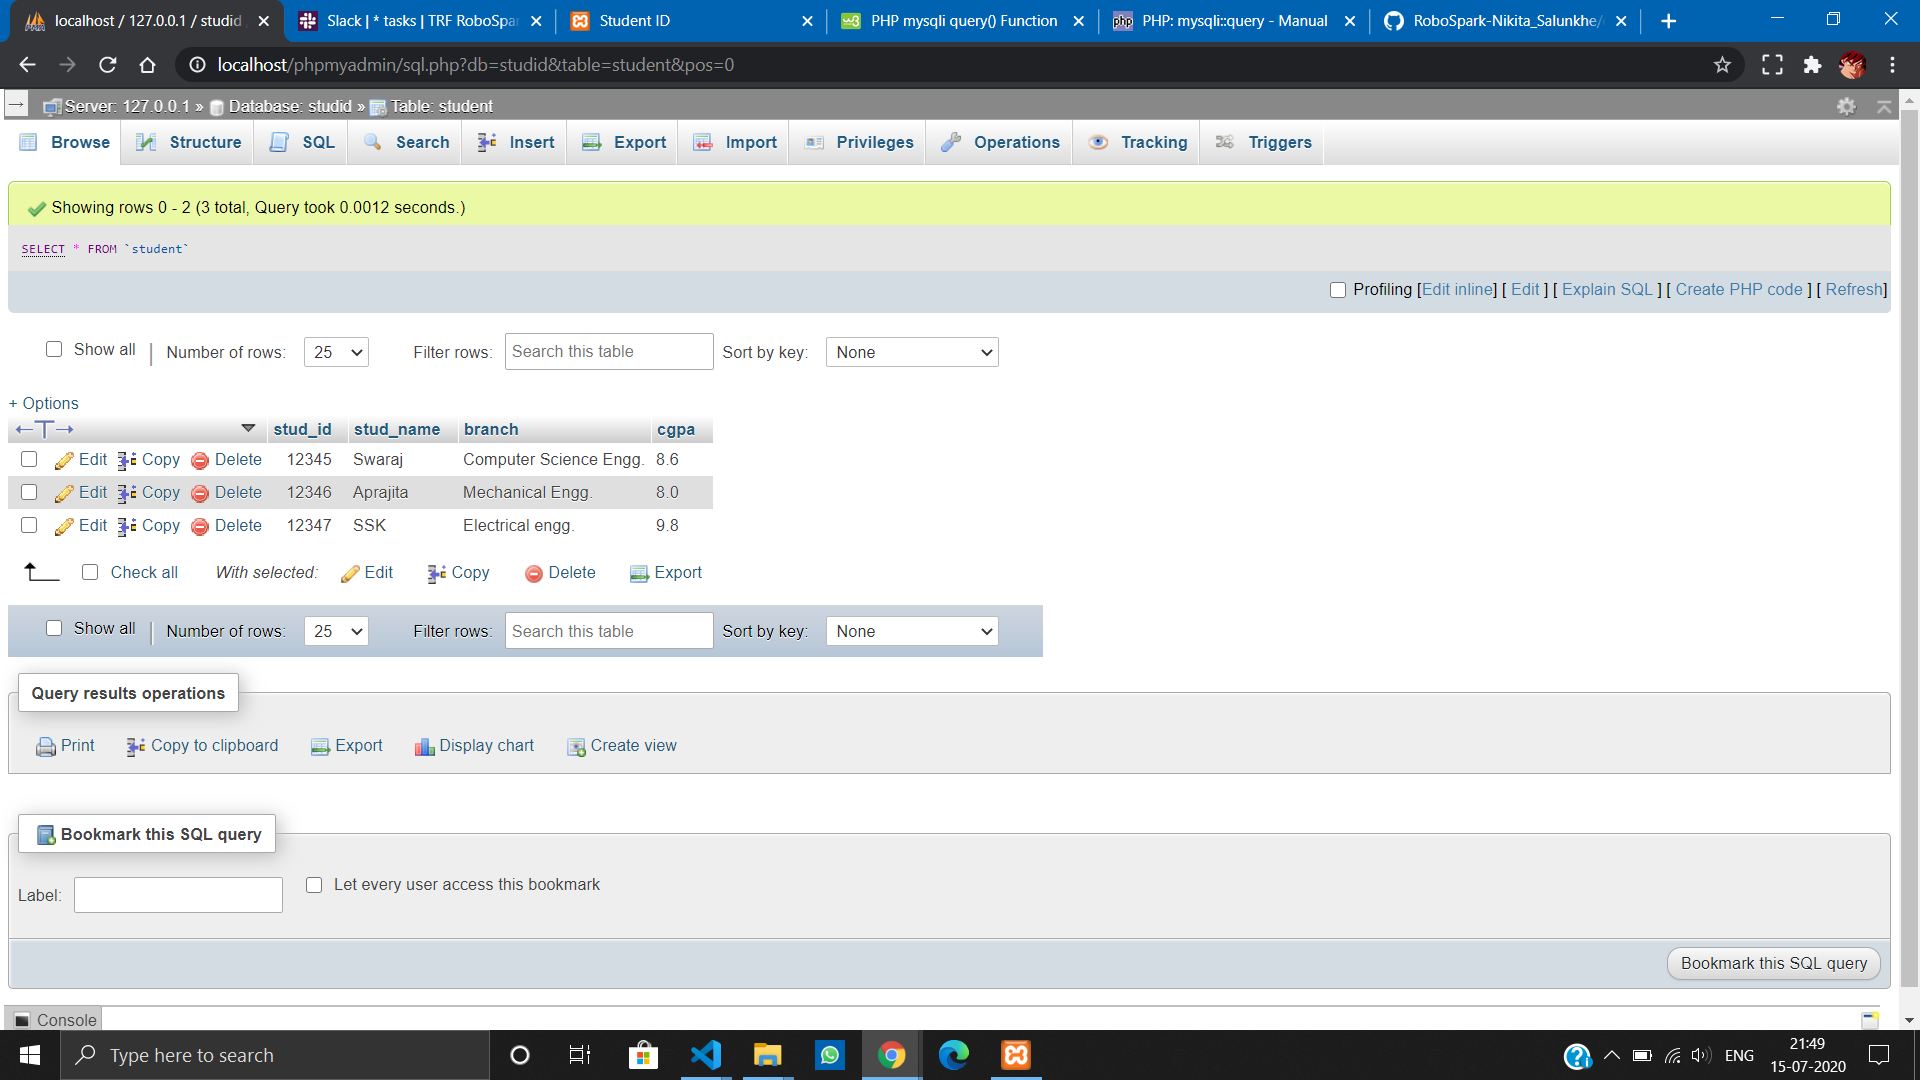 localhost / 127.0.0.1 / studid
Slack | * tasks | TRF RoboSpa
Student ID
PHP mysqli query() Function
PHP: mysqli::query - Manual
RoboSpark-Nikita_Salunkhe/
localhost/phpmyadmin/sql.php?db=studid&table=student&pos=0
Server: 127.0.0.1 » Database: studid » Table: student
Browse Structure SQL Search Insert Export Import Privileges Operations Tracking Triggers
Showing rows 0 - 2 (3 total, Query took 0.0012 seconds.)
SELECT * FROM `student`
Profiling [Edit inline] [ Edit ] [ Explain SQL ] [ Create PHP code ] [ Refresh]
Show all | Number of rows: 25 Filter rows: Search this table Sort by key: None
+ Options
←T→ stud_id stud_name branch cgpa
Edit Copy Delete 12345 Swaraj Computer Science Engg. 8.6
Edit Copy Delete 12346 Aprajita Mechanical Engg. 8.0
Edit Copy Delete 12347 SSK Electrical engg. 9.8
Check all With selected: Edit Copy Delete Export
Show all | Number of rows: 25 Filter rows: Search this table Sort by key: None
Query results operations
Print Copy to clipboard Export Display chart Create view
Bookmark this SQL query
Label: Let every user access this bookmark
Bookmark this SQL query
Console
Type here to search
ENG
21:49
15-07-2020